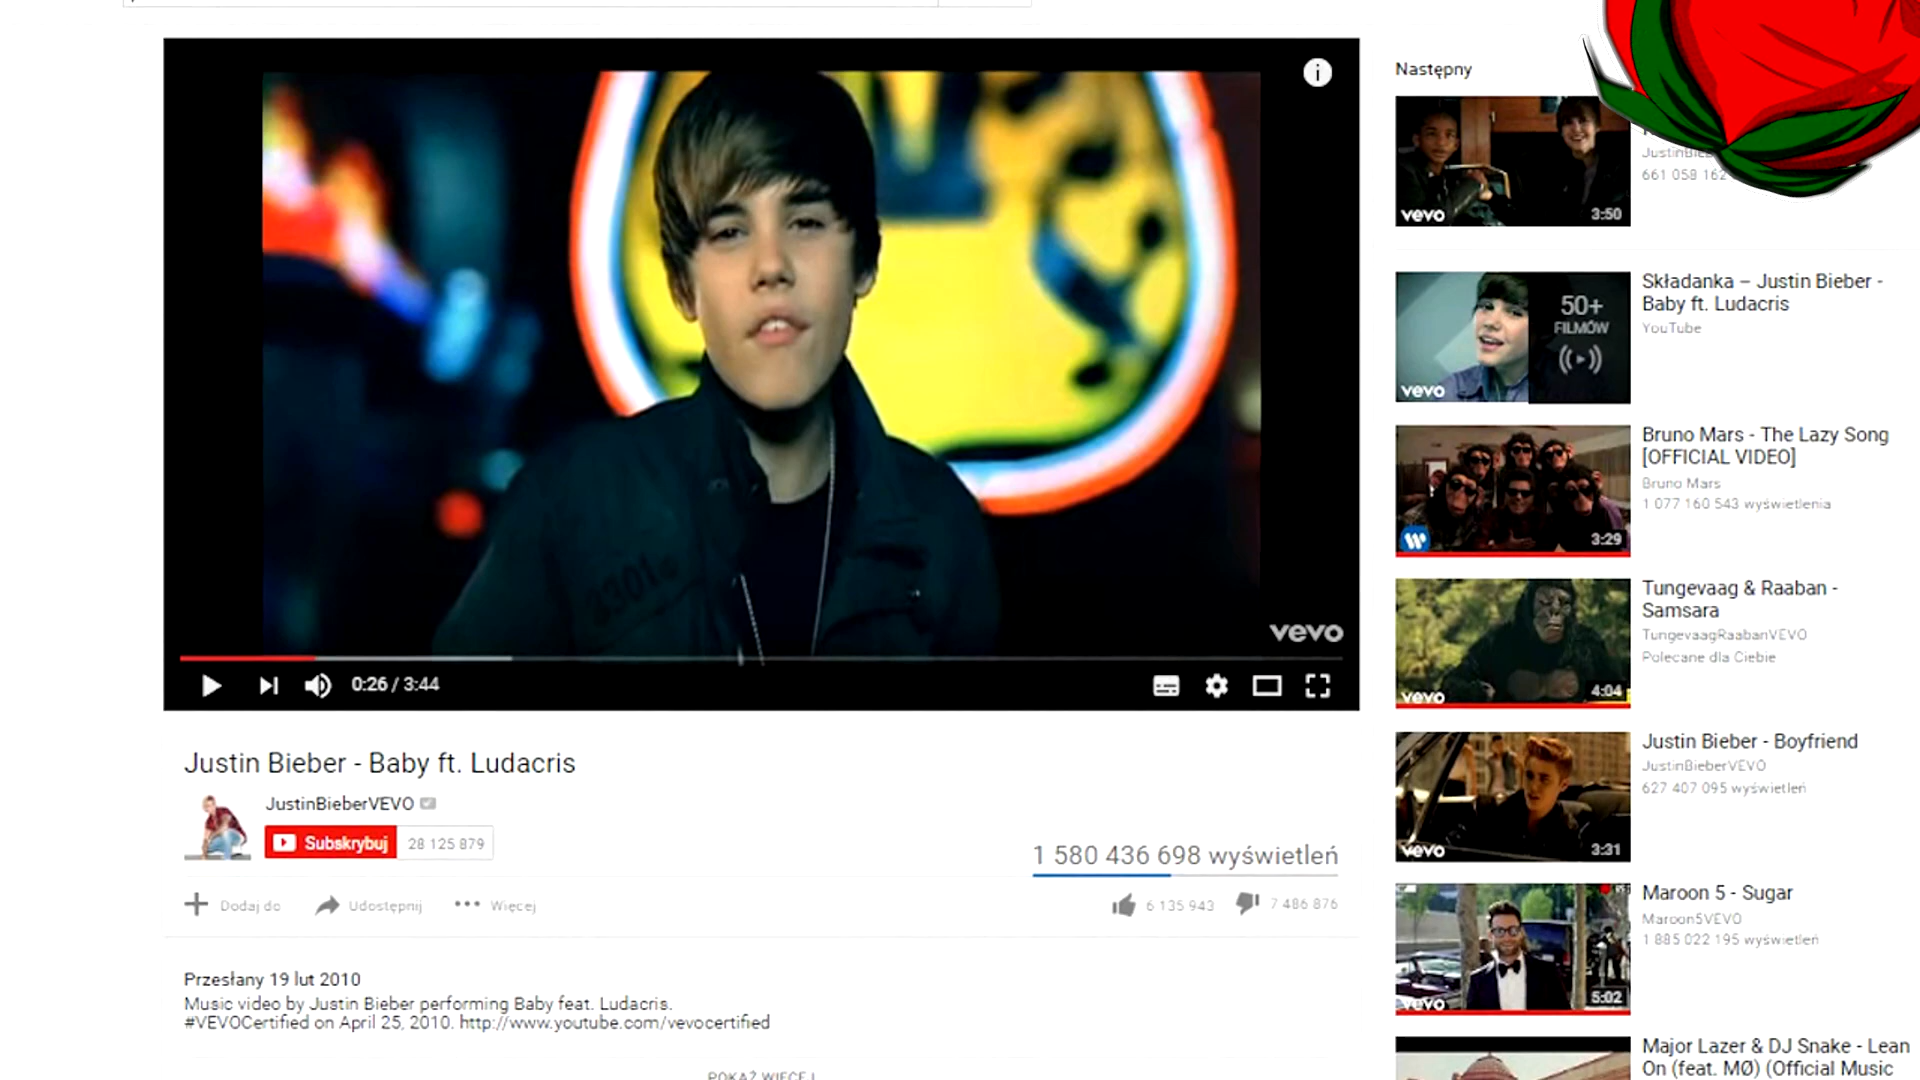 vevo
0:26 / 3:44
Justin Bieber - Baby ft. Ludacris
JustinBieberVEVO
Subskrybuj 28 125 879
1 580 436 698 wyświetleń
Dodaj do Udostępnij Więcej
6 135 943 7 486 876
Przesłany 19 lut 2010
Music video by Justin Bieber performing Baby feat. Ludacris.
#VEVOCertified on April 25, 2010. http://www.youtube.com/vevocertified
POKAŻ WIĘCEJ
Następny
661 058 162
vevo 3:50
Składanka – Justin Bieber -
Baby ft. Ludacris
YouTube
50+
FILMÓW
vevo
Bruno Mars - The Lazy Song
[OFFICIAL VIDEO]
Bruno Mars
1 077 160 543 wyświetlenia
3:29
Tungevaag & Raaban -
Samsara
TungevaagRaabanVEVO
Polecane dla Ciebie
vevo 4:04
Justin Bieber - Boyfriend
JustinBieberVEVO
627 407 095 wyświetleń
vevo 3:31
Maroon 5 - Sugar
Maroon5VEVO
1 885 022 195 wyświetleń
vevo 5:02
Major Lazer & DJ Snake - Lean
On (feat. MØ) (Official Music